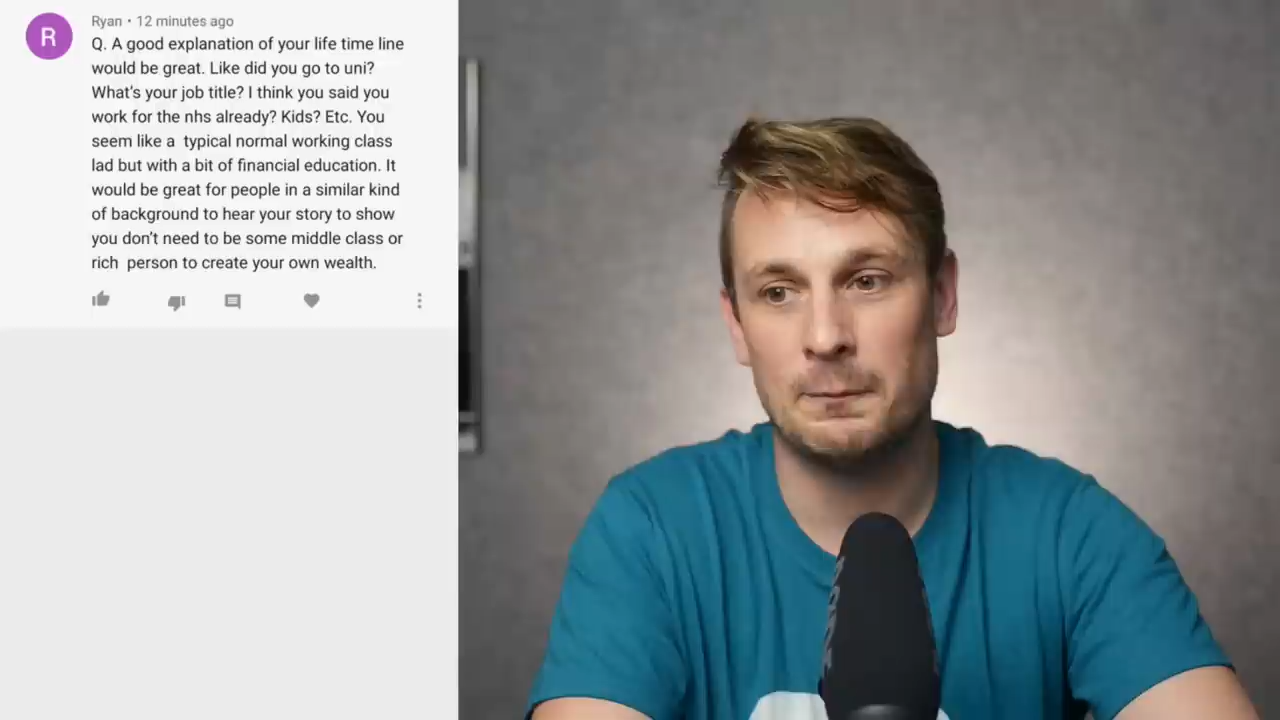 R
Ryan • 12 minutes ago
Q. A good explanation of your life time line
would be great. Like did you go to uni?
What's your job title? I think you said you
work for the nhs already? Kids? Etc. You
seem like a  typical normal working class
lad but with a bit of financial education. It
would be great for people in a similar kind
of background to hear your story to show
you don't need to be some middle class or
rich  person to create your own wealth.